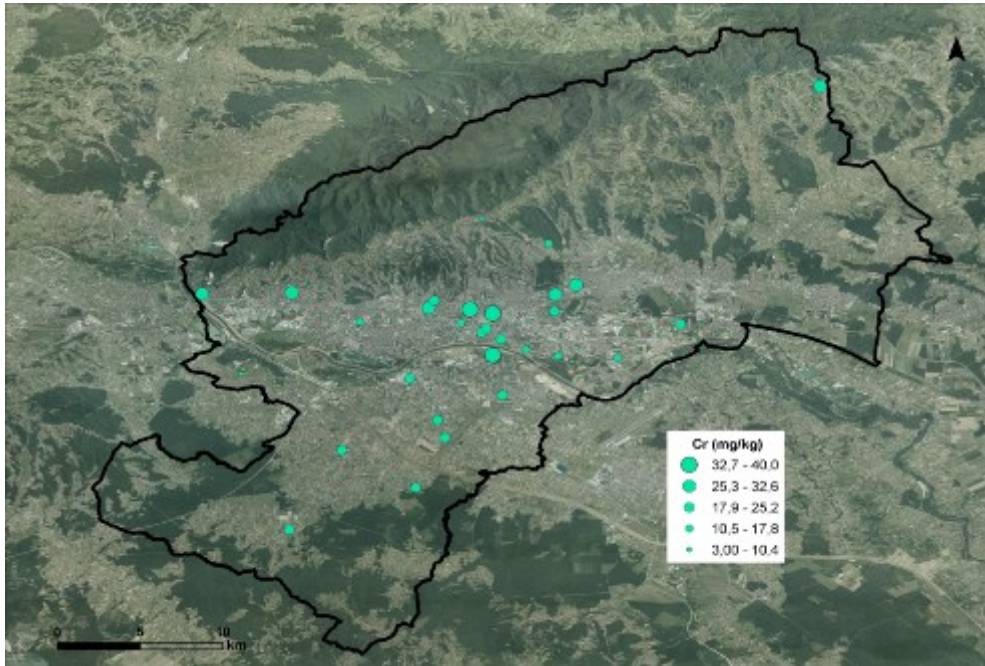 Cr (mg/kg)
32,7 - 40,0
25,3 - 32,6
17,9 - 25,2
10,5 - 17,8
3,00 - 10,4
0 5 10
km